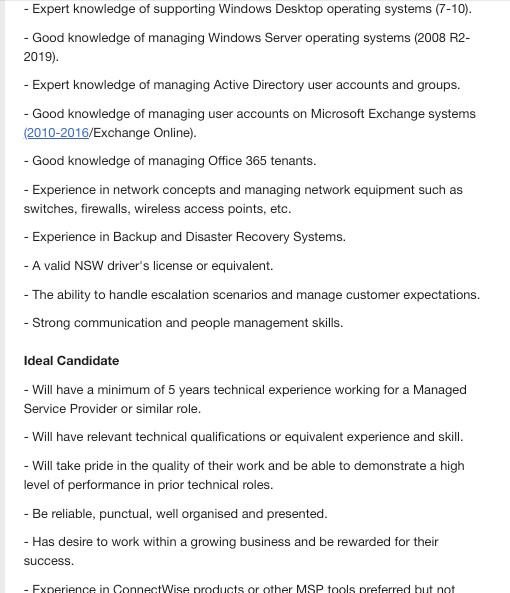 - Expert knowledge of supporting Windows Desktop operating systems (7-10).
- Good knowledge of managing Windows Server operating systems (2008 R2-
2019).
- Expert knowledge of managing Active Directory user accounts and groups.
- Good knowledge of managing user accounts on Microsoft Exchange systems
(2010-2016/Exchange Online).
- Good knowledge of managing Office 365 tenants.
- Experience in network concepts and managing network equipment such as
switches, firewalls, wireless access points, etc.
- Experience in Backup and Disaster Recovery Systems.
- A valid NSW driver's license or equivalent.
- The ability to handle escalation scenarios and manage customer expectations.
- Strong communication and people management skills.
Ideal Candidate
- Will have a minimum of 5 years technical experience working for a Managed
Service Provider or similar role.
- Will have relevant technical qualifications or equivalent experience and skill.
- Will take pride in the quality of their work and be able to demonstrate a high
level of performance in prior technical roles.
- Be reliable, punctual, well organised and presented.
- Has desire to work within a growing business and be rewarded for their
success.
- Experience in ConnectWise products or other MSP tools preferred but not